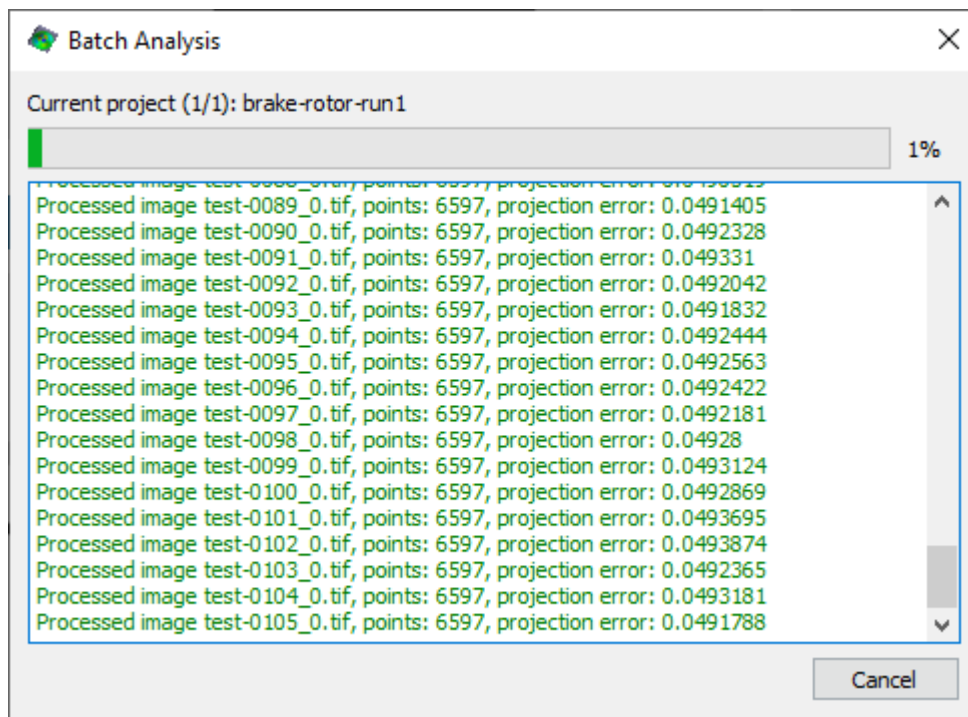 Batch Analysis
Current project (1/1): brake-rotor-run1
1%
Processed image test-0088_0.tif, points: 6597, projection error:
Processed image test-0089_0.tif, points: 6597, projection error: 0.0491405
Processed image test-0090_0.tif, points: 6597, projection error: 0.0492328
Processed image test-0091_0.tif, points: 6597, projection error: 0.049331
Processed image test-0092_0.tif, points: 6597, projection error: 0.0492042
Processed image test-0093_0.tif, points: 6597, projection error: 0.0491832
Processed image test-0094_0.tif, points: 6597, projection error: 0.0492444
Processed image test-0095_0.tif, points: 6597, projection error: 0.0492563
Processed image test-0096_0.tif, points: 6597, projection error: 0.0492422
Processed image test-0097_0.tif, points: 6597, projection error: 0.0492181
Processed image test-0098_0.tif, points: 6597, projection error: 0.04928
Processed image test-0099_0.tif, points: 6597, projection error: 0.0493124
Processed image test-0100_0.tif, points: 6597, projection error: 0.0492869
Processed image test-0101_0.tif, points: 6597, projection error: 0.0493695
Processed image test-0102_0.tif, points: 6597, projection error: 0.0493874
Processed image test-0103_0.tif, points: 6597, projection error: 0.0492365
Processed image test-0104_0.tif, points: 6597, projection error: 0.0493181
Processed image test-0105_0.tif, points: 6597, projection error: 0.0491788
Cancel